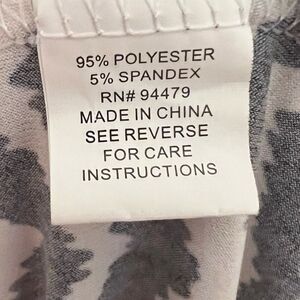 95% POLYESTER
5% SPANDEX
RN# 94479
MADE IN CHINA
SEE REVERSE
FOR CARE
INSTRUCTIONS